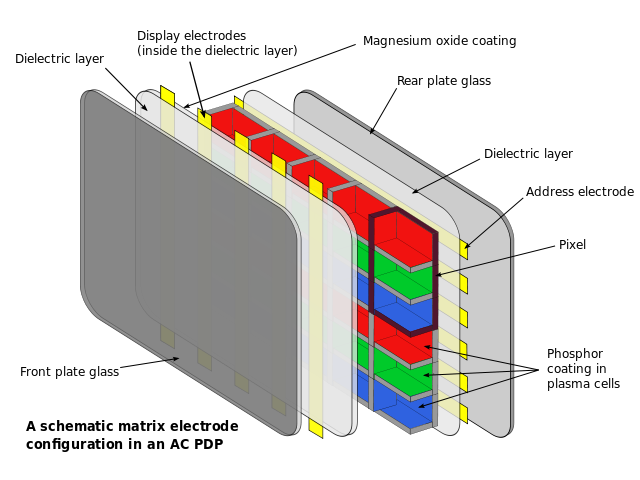 Display electrodes
(inside the dielectric layer)
Magnesium oxide coating
Dielectric layer
Rear plate glass
Dielectric layer
Address electrode
Pixel
Phosphor
coating in
plasma cells
Front plate glass
A schematic matrix electrode
configuration in an AC PDP